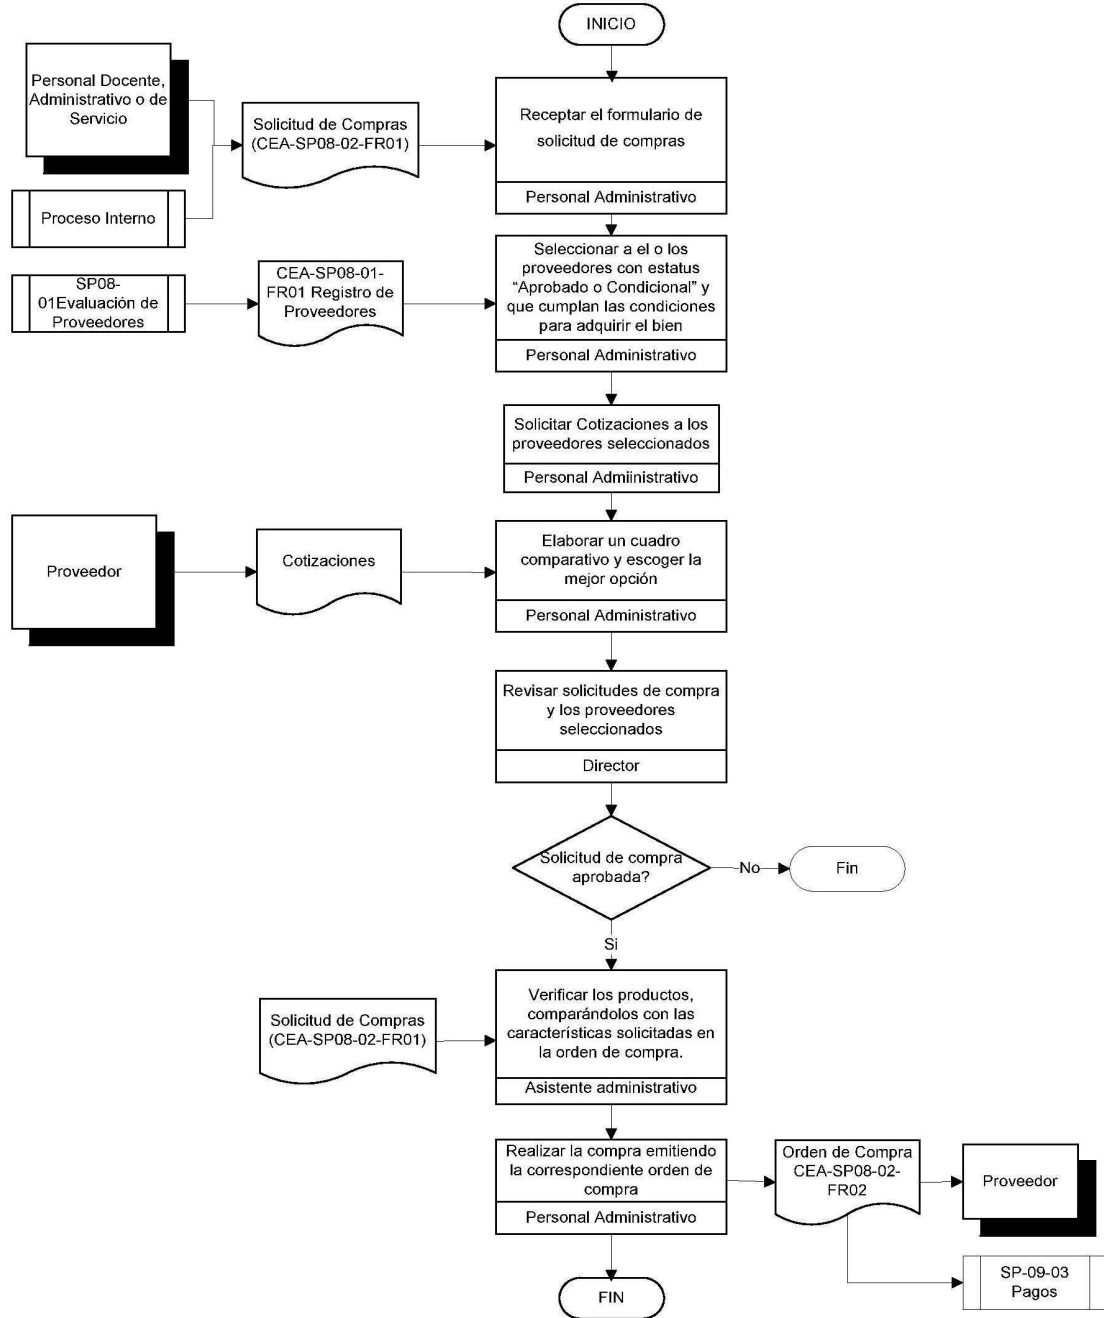 INICIO
Personal Docente,
Administrativo o de
Servicio
Solicitud de Compras
(CEA-SP08-02-FR01)
Receptar el formulario de
solicitud de compras
Personal Administrativo
Proceso Interno
SP08-
01Evaluación de
Proveedores
CEA-SP08-01-
FR01 Registro de
Proveedores
Seleccionar a el o los
proveedores con estatus
“Aprobado o Condicional” y
que cumplan las condiciones
para adquirir el bien
Personal Administrativo
Solicitar Cotizaciones a los
proveedores seleccionados
Personal Admiinistrativo
Proveedor
Cotizaciones
Elaborar un cuadro
comparativo y escoger la
mejor opción
Personal Administrativo
Revisar solicitudes de compra
y los proveedores
seleccionados
Director
Solicitud de compra
aprobada?
No
Fin
Si
Solicitud de Compras
(CEA-SP08-02-FR01)
Verificar los productos,
comparándolos con las
características solicitadas en
la orden de compra.
Asistente administrativo
Realizar la compra emitiendo
la correspondiente orden de
compra
Personal Administrativo
Orden de Compra
CEA-SP08-02-
FR02
Proveedor
SP-09-03
Pagos
FIN